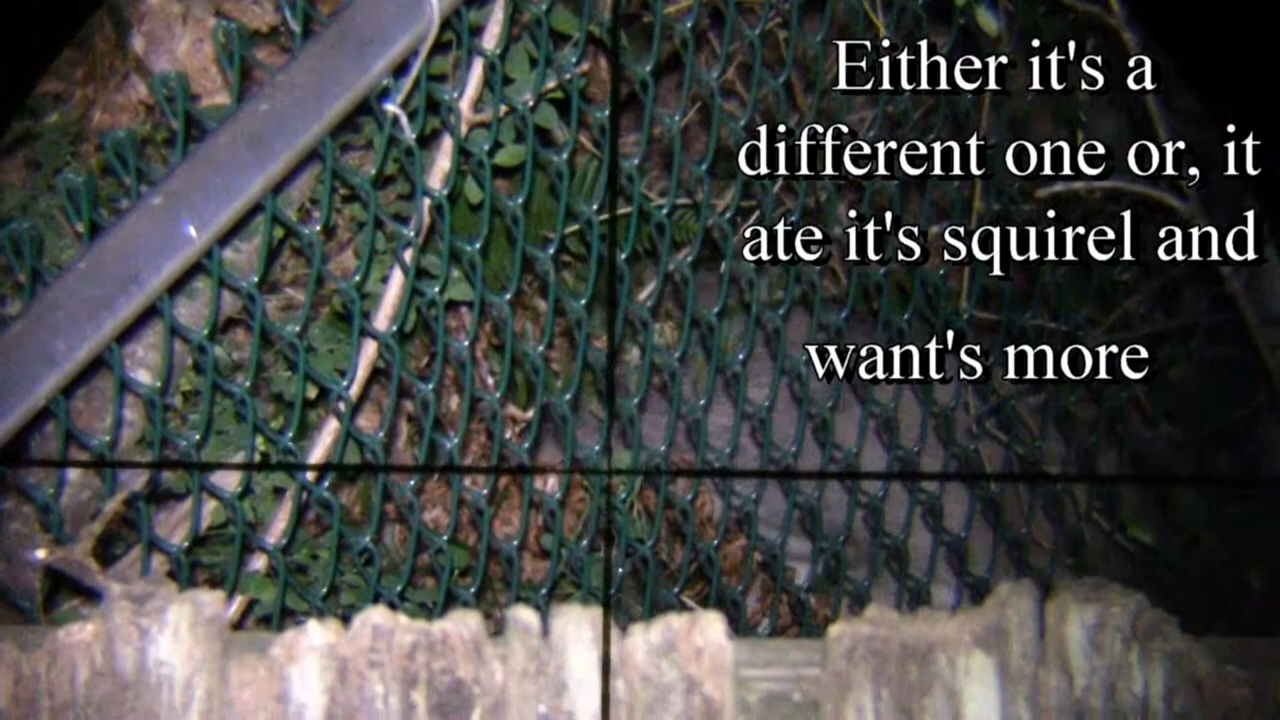 Either it's a
different one or, it
ate it's squirel and
want's more